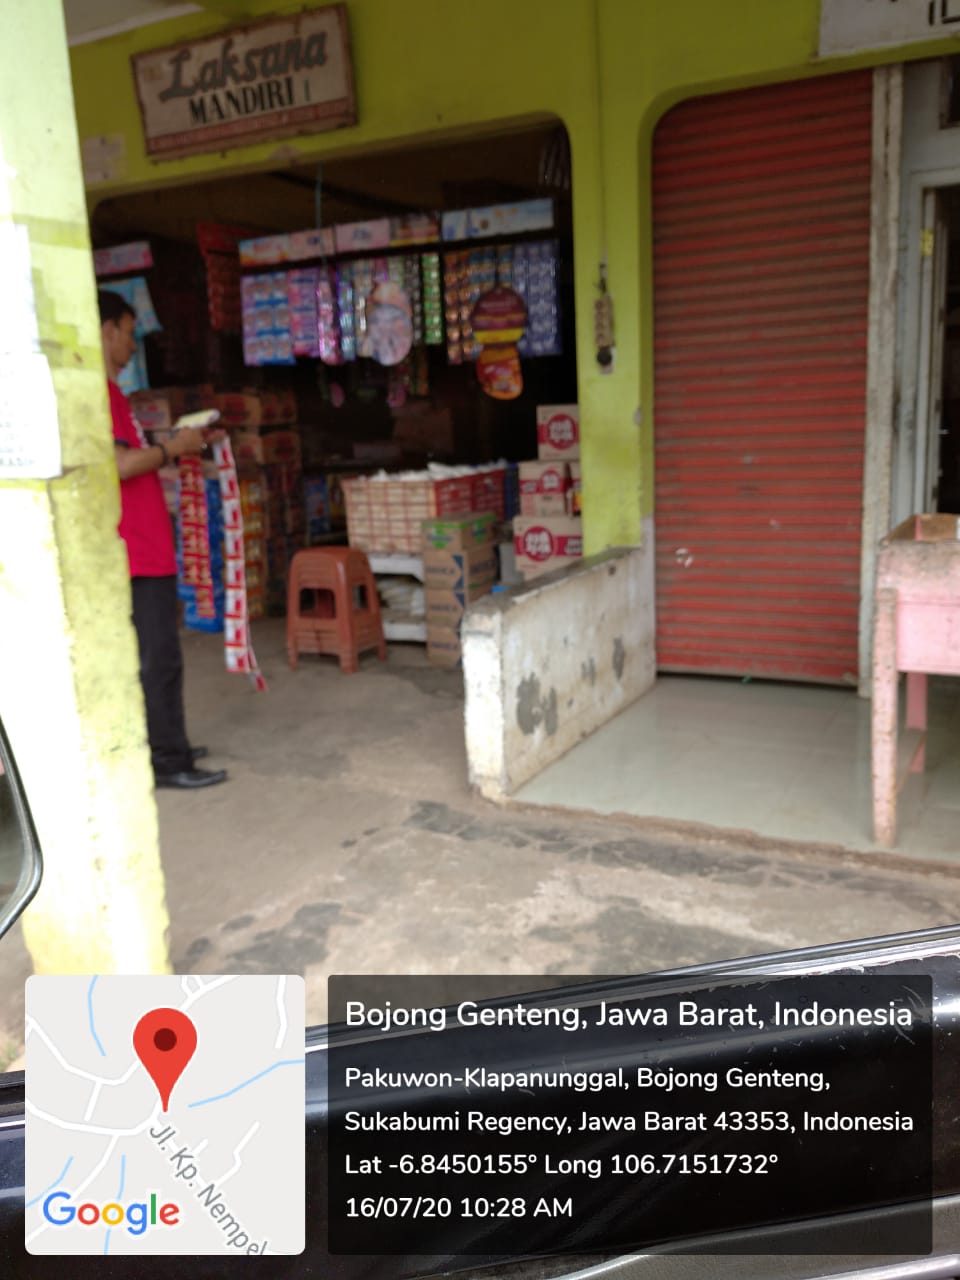 Laksana
MANDIRI
Bojong Genteng, Jawa Barat, Indonesia
Pakuwon-Klapanunggal, Bojong Genteng,
Sukabumi Regency, Jawa Barat 43353, Indonesia
Lat -6.8450155° Long 106.7151732°
16/07/20 10:28 AM
Jl. Kp. Nempel
Google